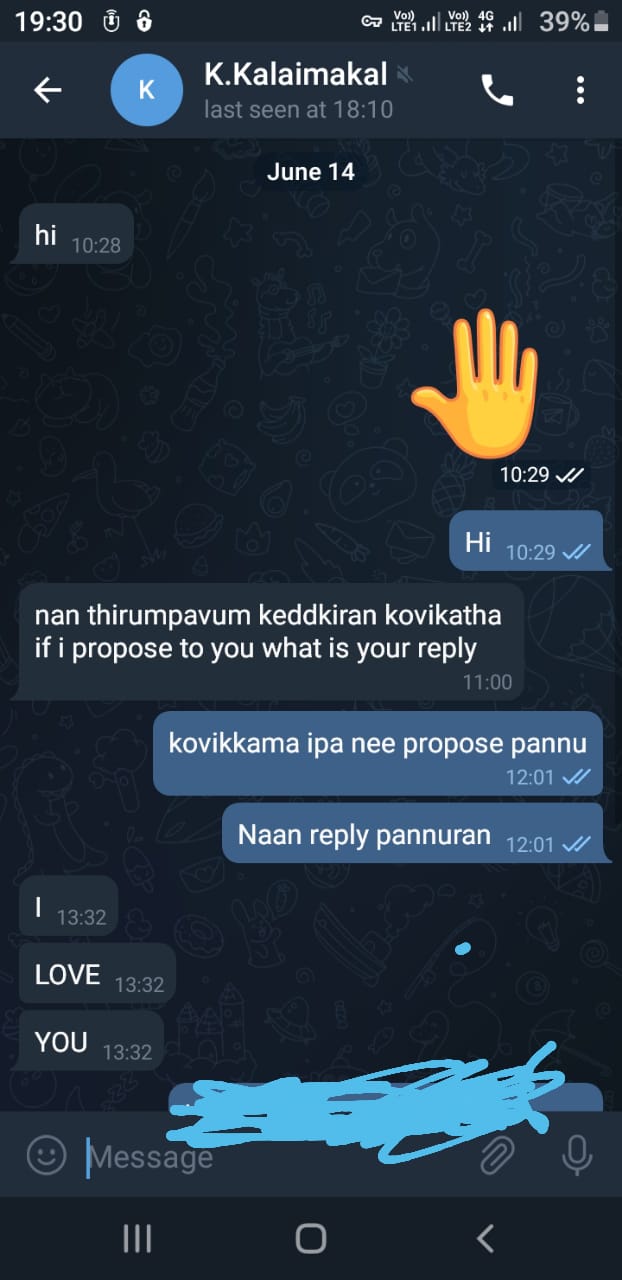 19:30 Vo)) LTE1 Vo)) LTE2 4G 39%
K K.Kalaimakal
last seen at 18:10
June 14
hi 10:28
10:29
Hi 10:29
nan thirumpavum keddkiran kovikatha
if i propose to you what is your reply
11:00
kovikkama ipa nee propose pannu
12:01
Naan reply pannuran 12:01
I 13:32
LOVE 13:32
YOU 13:32
Message